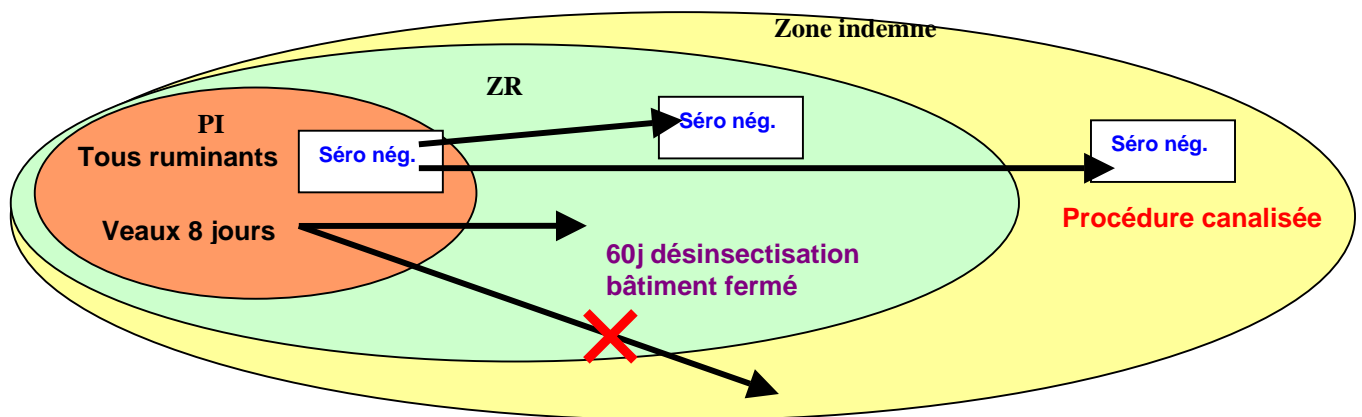 Zone indemne
ZR
PI
Tous ruminants
Séro nég.
Séro nég.
Séro nég.
Veaux 8 jours
60j désinsectisation
bâtiment fermé
Procédure canalisée